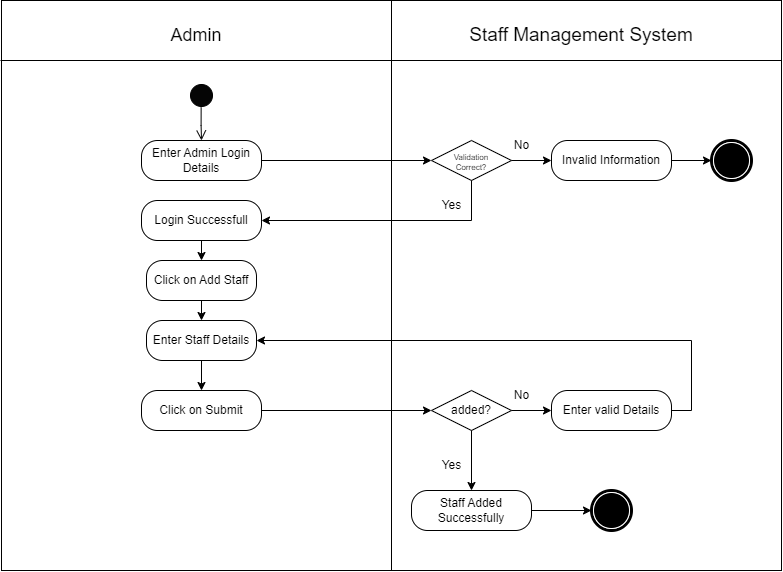 Admin
Staff Management System
Enter Admin Login
Details
Validation
Correct?
No
Invalid Information
Yes
Login Successfull
Click on Add Staff
Enter Staff Details
Click on Submit
added?
No
Enter valid Details
Yes
Staff Added
Successfully